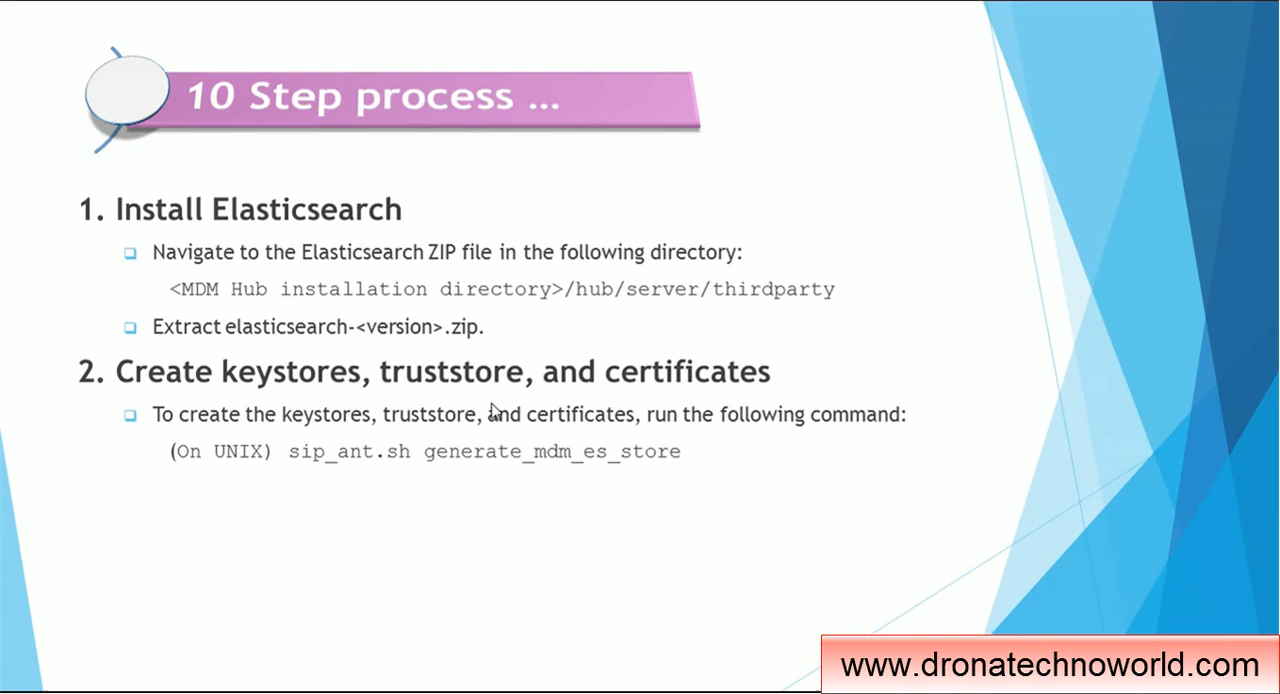 10 Step process ...
1. Install Elasticsearch
Navigate to the Elasticsearch ZIP file in the following directory:
<MDM Hub installation directory>/hub/server/thirdparty
Extract elasticsearch-<version>.zip.
2. Create keystores, truststore, and certificates
To create the keystores, truststore, and certificates, run the following command:
(On UNIX) sip_ant.sh generate_mdm_es_store
www.dronatechnoworld.com